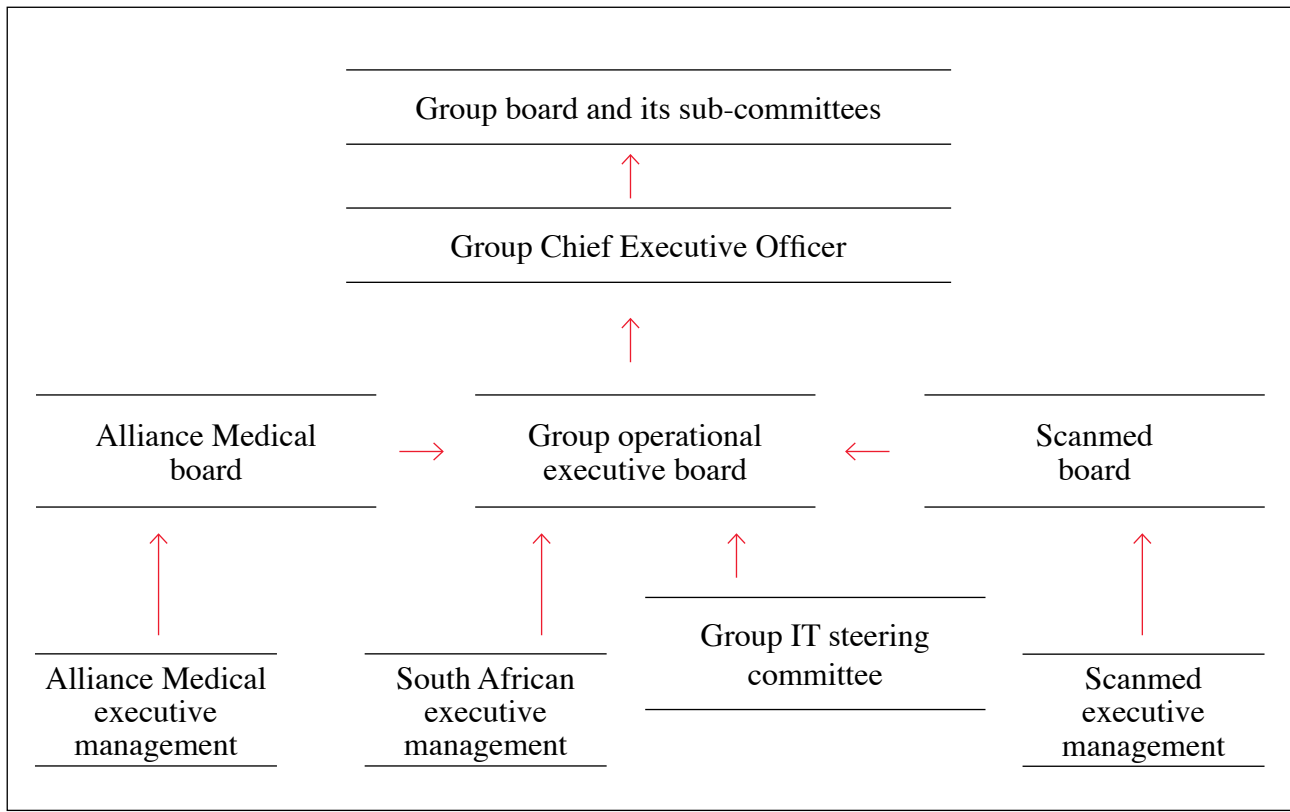 Group board and its sub-committees
Group Chief Executive Officer
Alliance Medical
board
Group operational
executive board
Scanmed
board
Group IT steering
committee
Alliance Medical
executive
management
South African
executive
management
Scanmed
executive
management